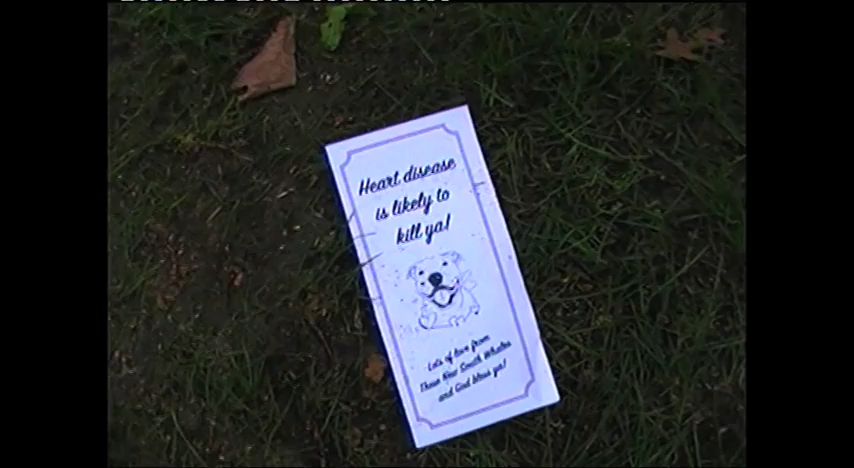 Heart disease
is likely to
kill ya!
Lots of love from
Those New South Whales
and God bless ya!